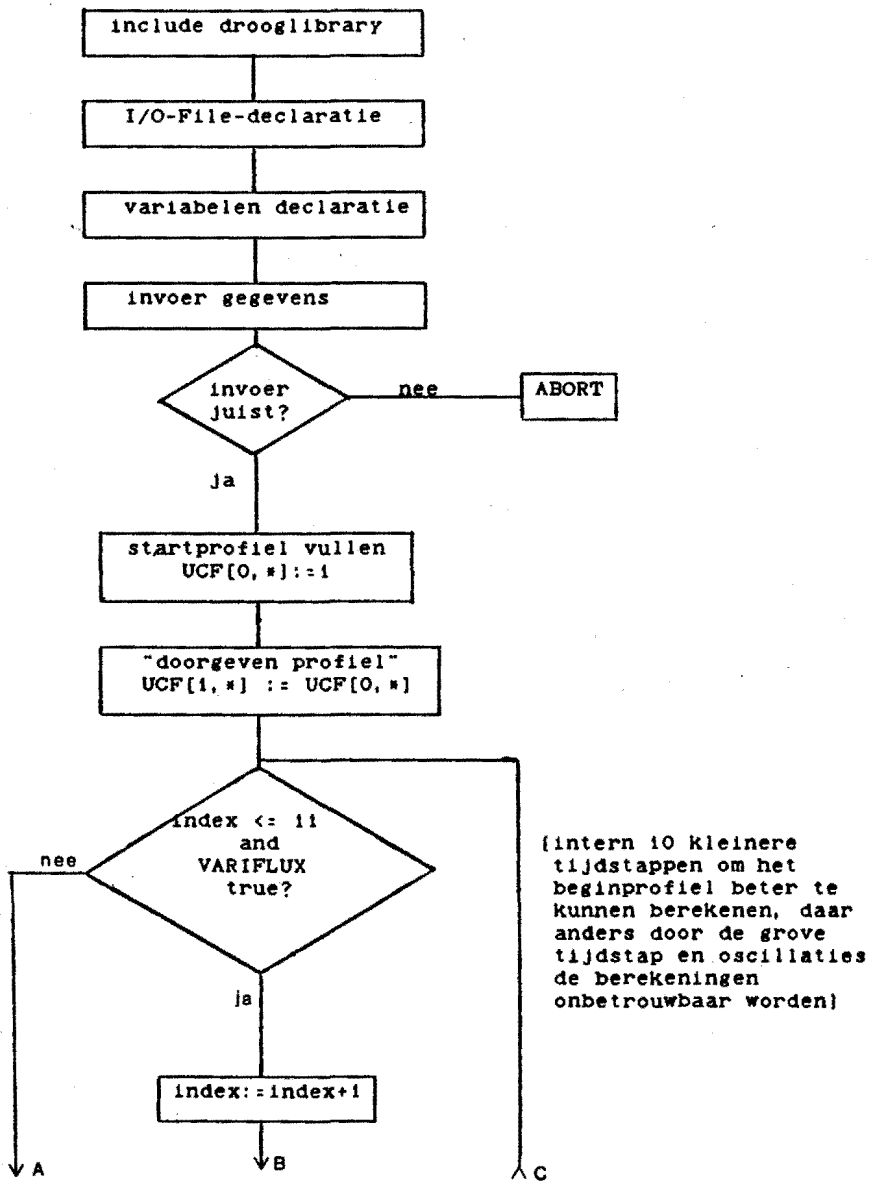 include drooglibrary
I/O-File-declaratie
variabelen declaratie
invoer gegevens
invoer
juist?
nee
ABORT
ja
startprofiel vullen
UCF[0,*]:=1
"doorgeven profiel"
UCF[1,*] := UCF[0,*]
index <= 11
and
VARIFLUX
true?
nee
ja
{intern 10 kleinere
tijdstappen om het
beginprofiel beter te
kunnen berekenen, daar
anders door de grove
tijdstap en oscillaties
de berekeningen
onbetrouwbaar worden}
index:=index+1
A
B
C